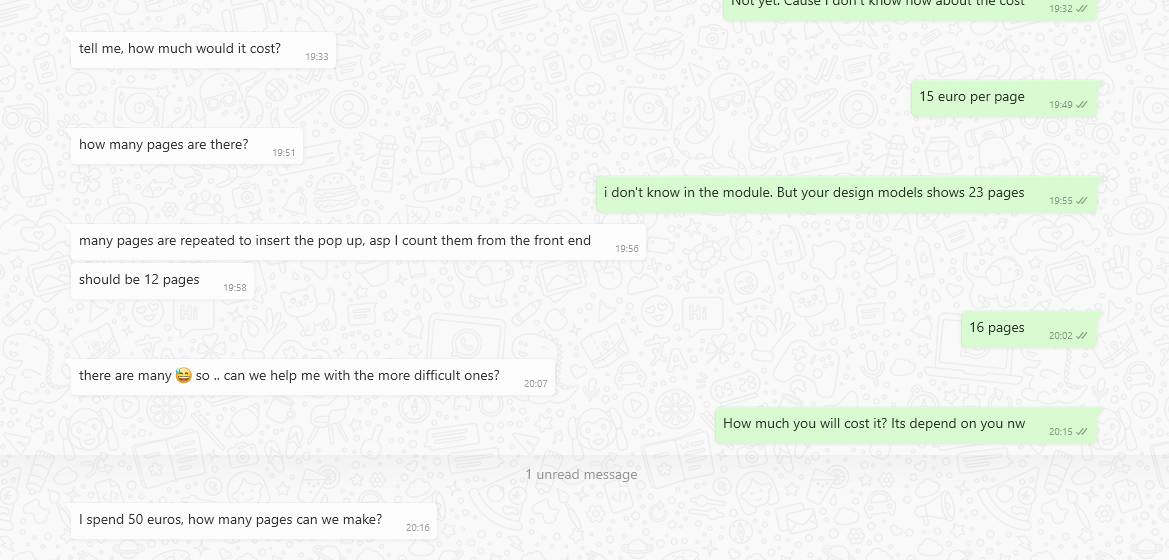 Not yet. Cause I don't know how about the cost
19:32
tell me, how much would it cost?
19:33
15 euro per page
19:49
how many pages are there?
19:51
i don't know in the module. But your design models shows 23 pages
19:55
many pages are repeated to insert the pop up, asp I count them from the front end
19:56
should be 12 pages
19:58
16 pages
20:02
there are many 😅 so .. can we help me with the more difficult ones?
20:07
How much you will cost it? Its depend on you nw
20:15
1 unread message
I spend 50 euros, how many pages can we make?
20:16